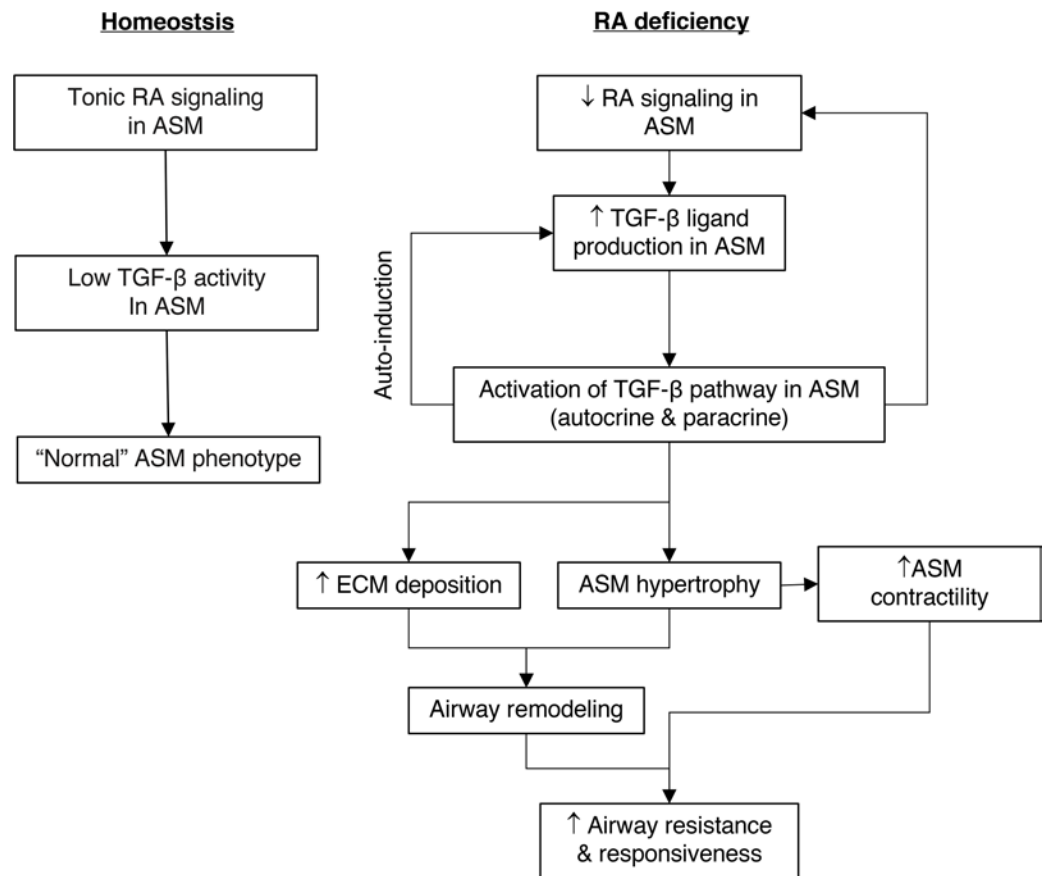 Homeostsis
Tonic RA signaling
in ASM
Low TGF-β activity
In ASM
“Normal” ASM phenotype
RA deficiency
↓ RA signaling in
ASM
↑ TGF-β ligand
production in ASM
Auto-induction
Activation of TGF-β pathway in ASM
(autocrine & paracrine)
↑ ECM deposition
ASM hypertrophy
↑ASM
contractility
Airway remodeling
↑ Airway resistance
& responsiveness